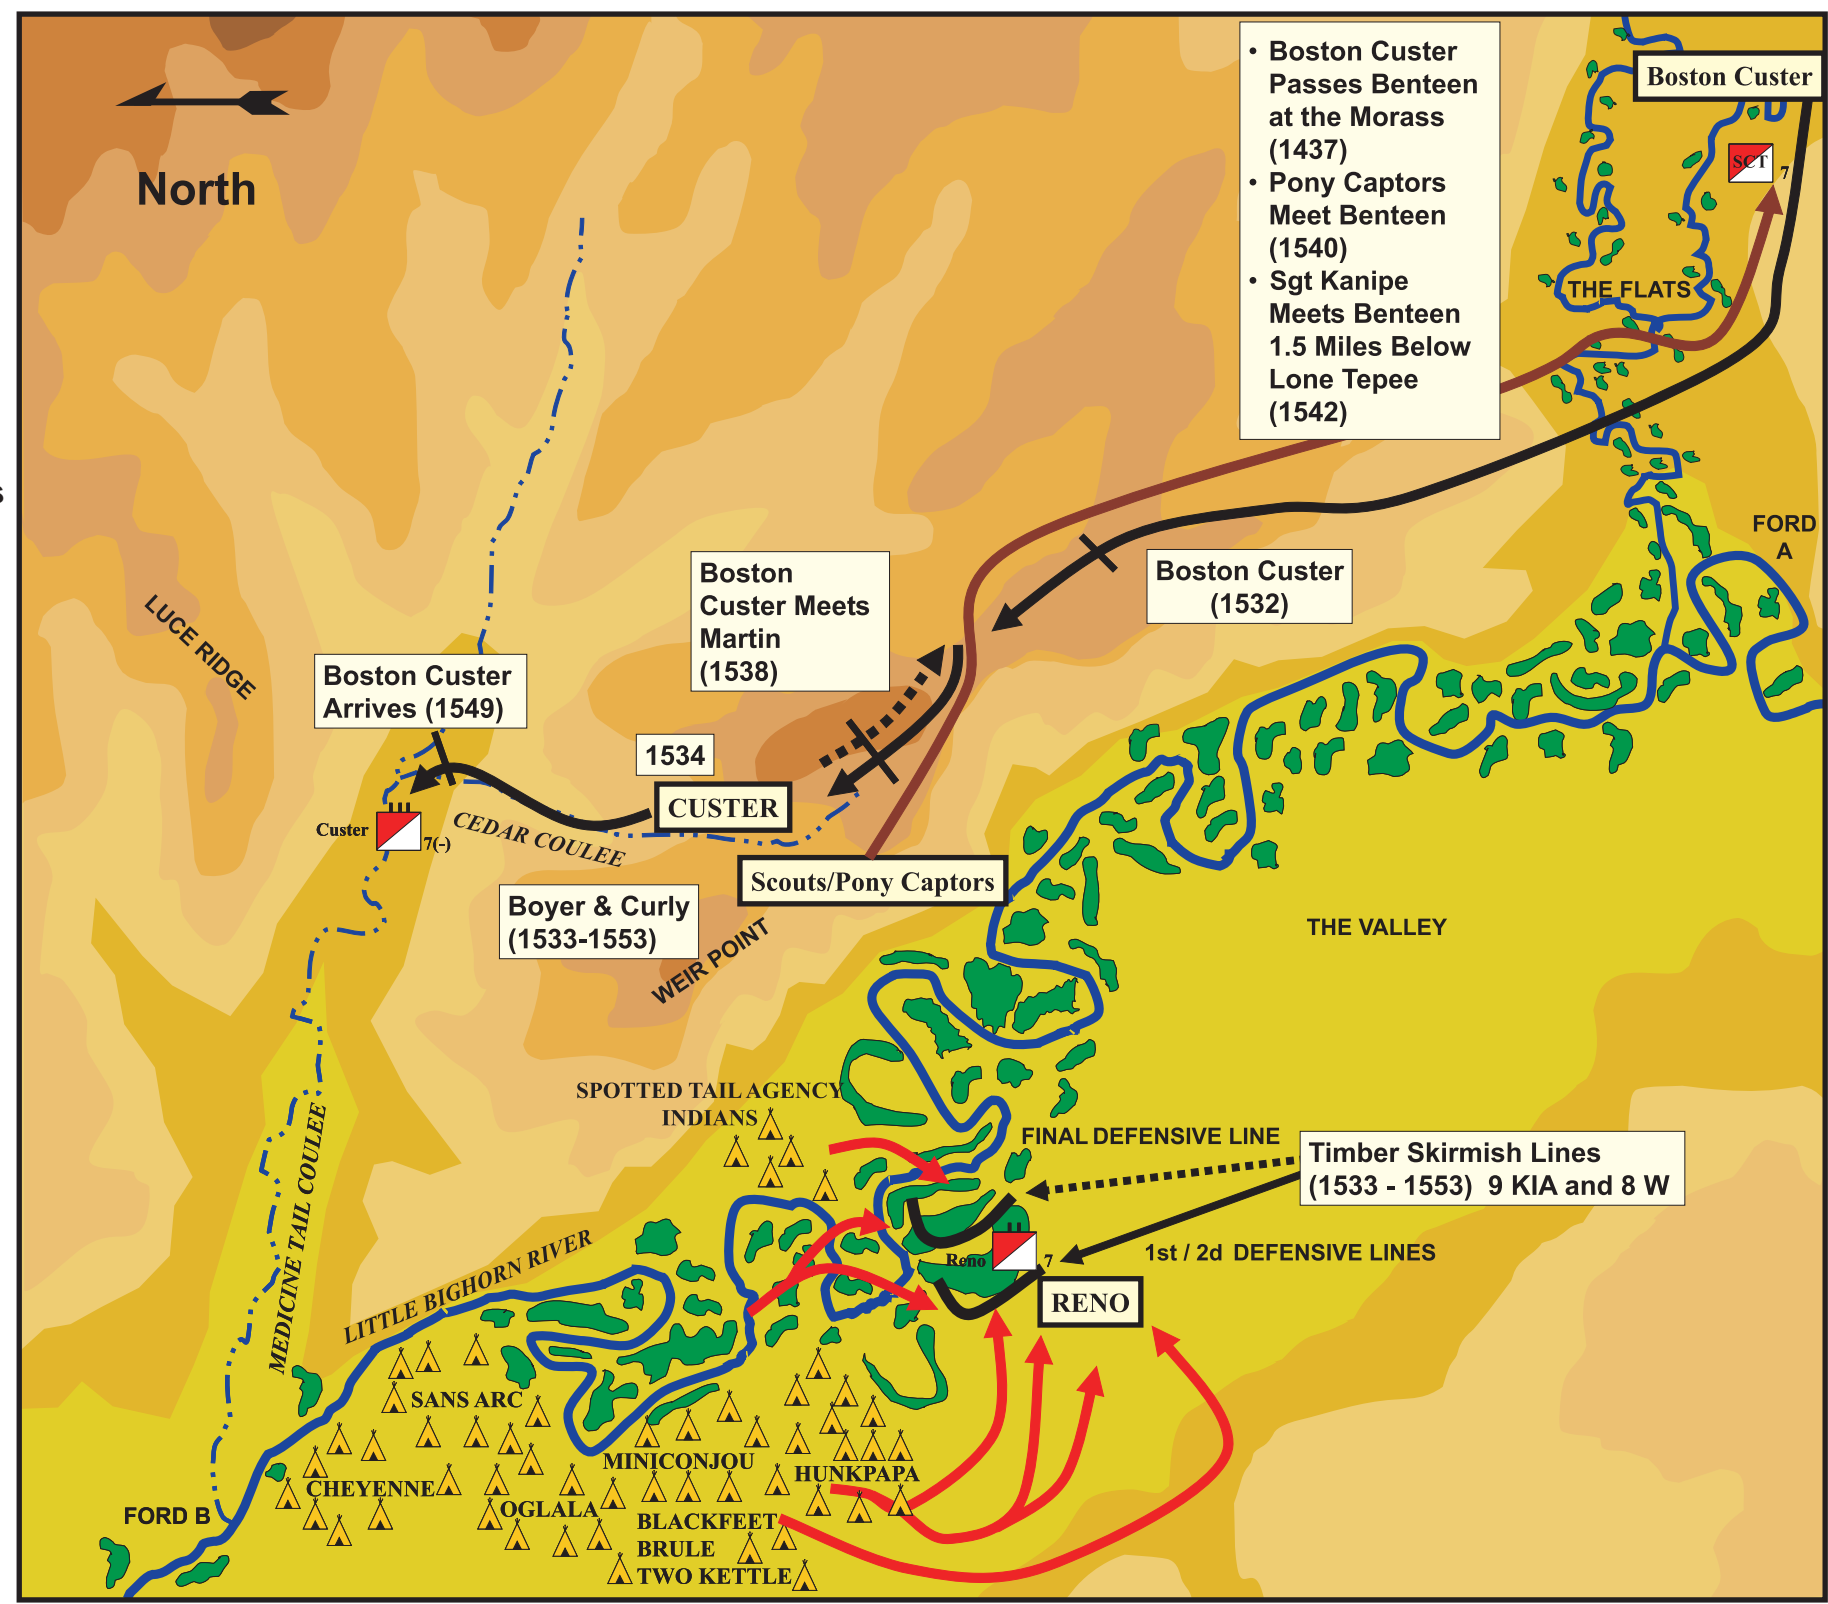 • Boston Custer
Passes Benteen
at the Morass
(1437)
• Pony Captors
Meet Benteen
(1540)
• Sgt Kanipe
Meets Benteen
1.5 Miles Below
Lone Tepee
(1542)
Boston Custer
SCT
7
North
THE FLATS
s
FORD
A
Boston
Custer Meets
Martin
(1538)
Boston Custer
(1532)
LUCE RIDGE
Boston Custer
Arrives (1549)
1534
CUSTER
Custer
7(-)
CEDAR COULEE
Scouts/Pony Captors
Boyer & Curly
(1533-1553)
WEIR POINT
THE VALLEY
SPOTTED TAIL AGENCY
INDIANS
FINAL DEFENSIVE LINE
Timber Skirmish Lines
(1533 - 1553) 9 KIA and 8 W
MEDICINE TAIL COULEE
LITTLE BIGHORN RIVER
Reno
7
1st / 2d DEFENSIVE LINES
RENO
SANS ARC
MINICONJOU
HUNKPAPA
CHEYENNE
OGLALA
FORD B
BLACKFEET
BRULE
TWO KETTLE